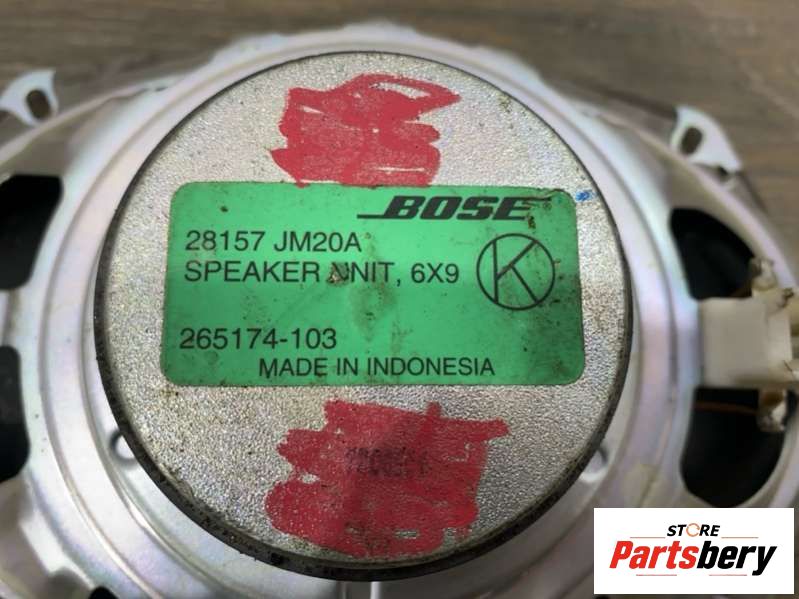 BOSE
28157 JM20A
SPEAKER UNIT, 6X9
K
265174-103
MADE IN INDONESIA
STORE
Partsbery